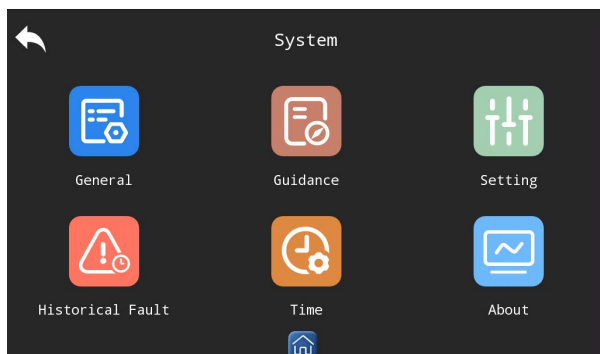 System
General
Guidance
Setting
Historical Fault
Time
About